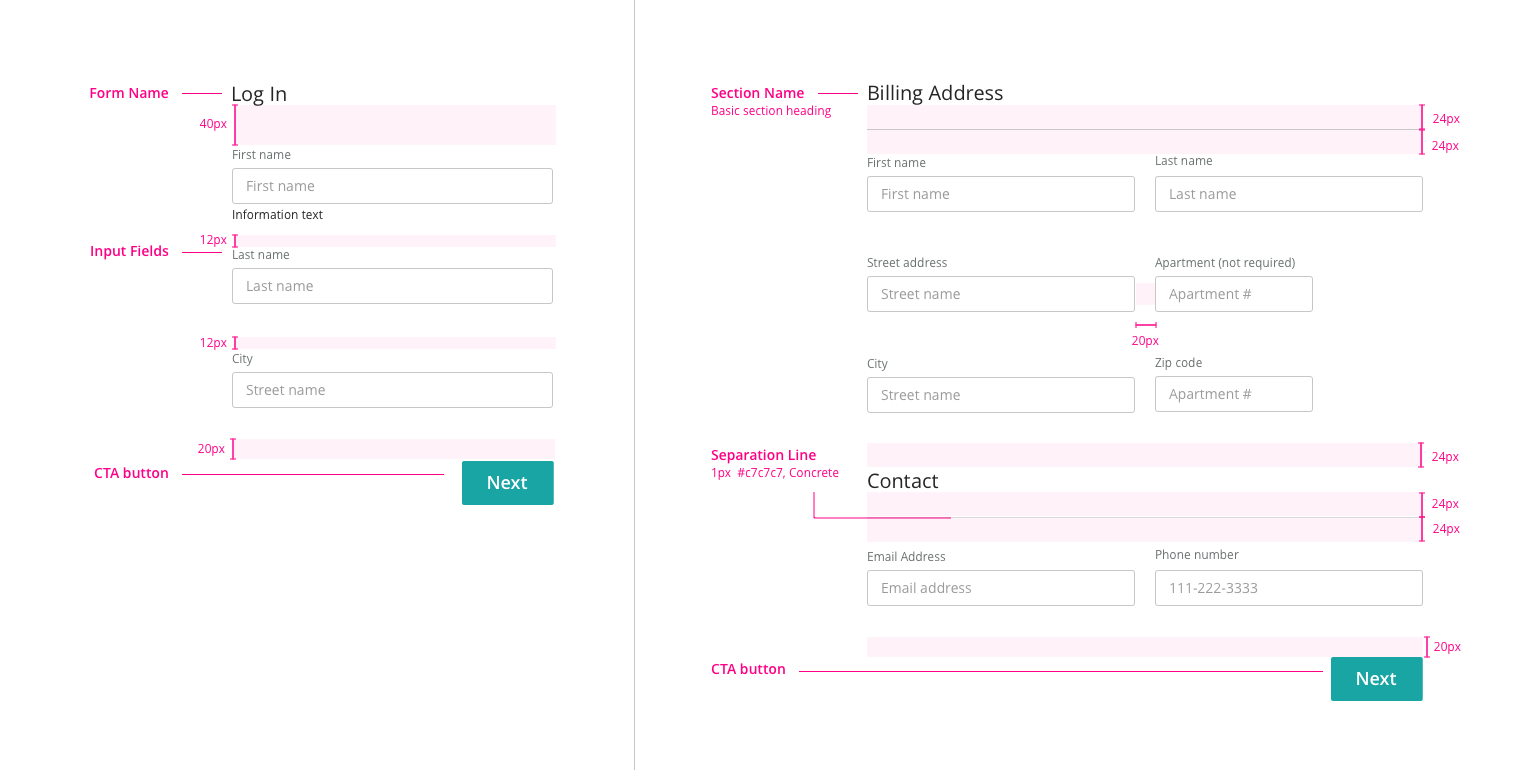 Form Name
Log In
40px
First name
First name
Information text
12px
Input Fields
Last name
Last name
12px
City
Street name
20px
CTA button
Next
Section Name
Basic section heading
Billing Address
24px
24px
First name
Last name
First name
Last name
Street address
Apartment (not required)
Street name
Apartment #
20px
City
Zip code
Street name
Apartment #
Separation Line
1px  #c7c7c7, Concrete
24px
Contact
24px
24px
Email Address
Phone number
Email address
111-222-3333
20px
CTA button
Next